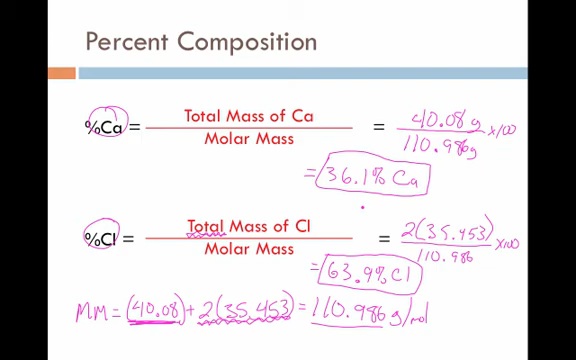 Percent Composition
%Ca = Total Mass of Ca / Molar Mass = 40.08 g / 110.986g x100
= 36.1% Ca
%Cl = Total Mass of Cl / Molar Mass = 2(35.453) / 110.986 x100
= 63.9% Cl
MM = (40.08) + 2(35.453) = 110.986 g/mol